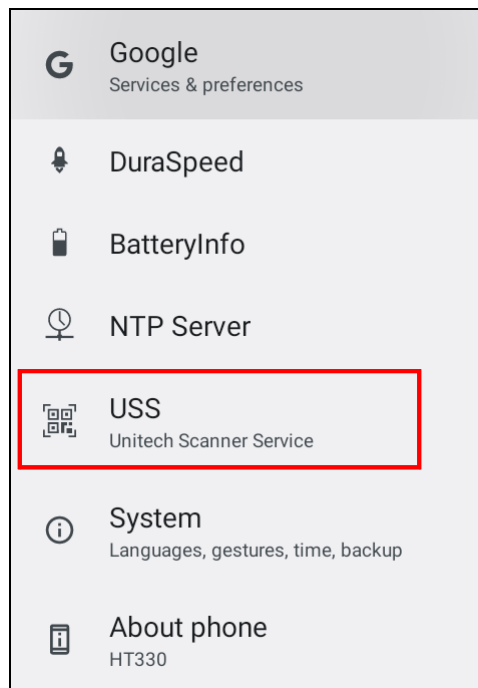 Google
Services & preferences
DuraSpeed
BatteryInfo
NTP Server
USS
Unitech Scanner Service
System
Languages, gestures, time, backup
About phone
HT330